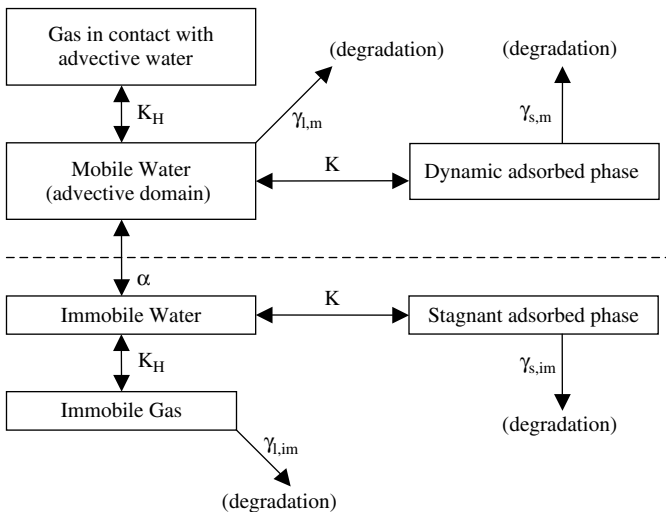 Gas in contact with
advective water
(degradation)
(degradation)
K_H
γ_l,m
γ_s,m
Mobile Water
(advective domain)
K
Dynamic adsorbed phase
α
K
Immobile Water
Stagnant adsorbed phase
K_H
γ_s,im
Immobile Gas
(degradation)
γ_l,im
(degradation)